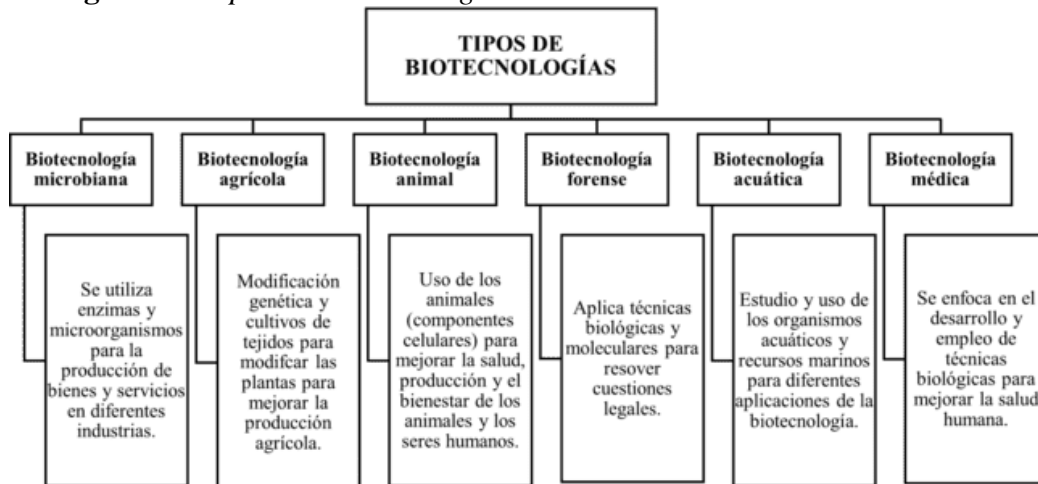 TIPOS DE
BIOTECNOLOGÍAS
Biotecnología
microbiana
Biotecnología
agrícola
Biotecnología
animal
Biotecnología
forense
Biotecnología
acuática
Biotecnología
médica
Se utiliza
enzimas y
microorganismos
para la
producción de
bienes y servicios
en diferentes
industrias.
Modificación
genética y
cultivos de
tejidos para
modifcar las
plantas para
mejorar la
producción
agrícola.
Uso de los
animales
(componentes
celulares) para
mejorar la salud,
producción y el
bienestar de los
animales y los
seres humanos.
Aplica técnicas
biológicas y
moleculares para
resover
cuestiones
legales.
Estudio y uso de
los organismos
acuáticos y
recursos marinos
para diferentes
aplicaciones de la
biotecnología.
Se enfoca en el
desarrollo y
empleo de
técnicas
biológicas para
mejorar la salud
humana.